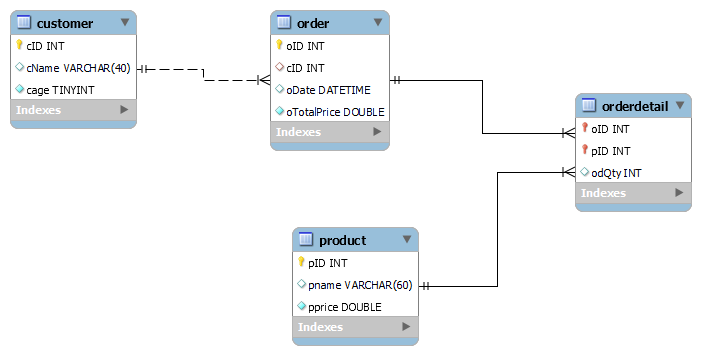 customer
cID INT
cName VARCHAR(40)
cage TINYINT
Indexes
order
oID INT
cID INT
oDate DATETIME
oTotalPrice DOUBLE
Indexes
orderdetail
oID INT
pID INT
odQty INT
Indexes
product
pID INT
pname VARCHAR(60)
pprice DOUBLE
Indexes